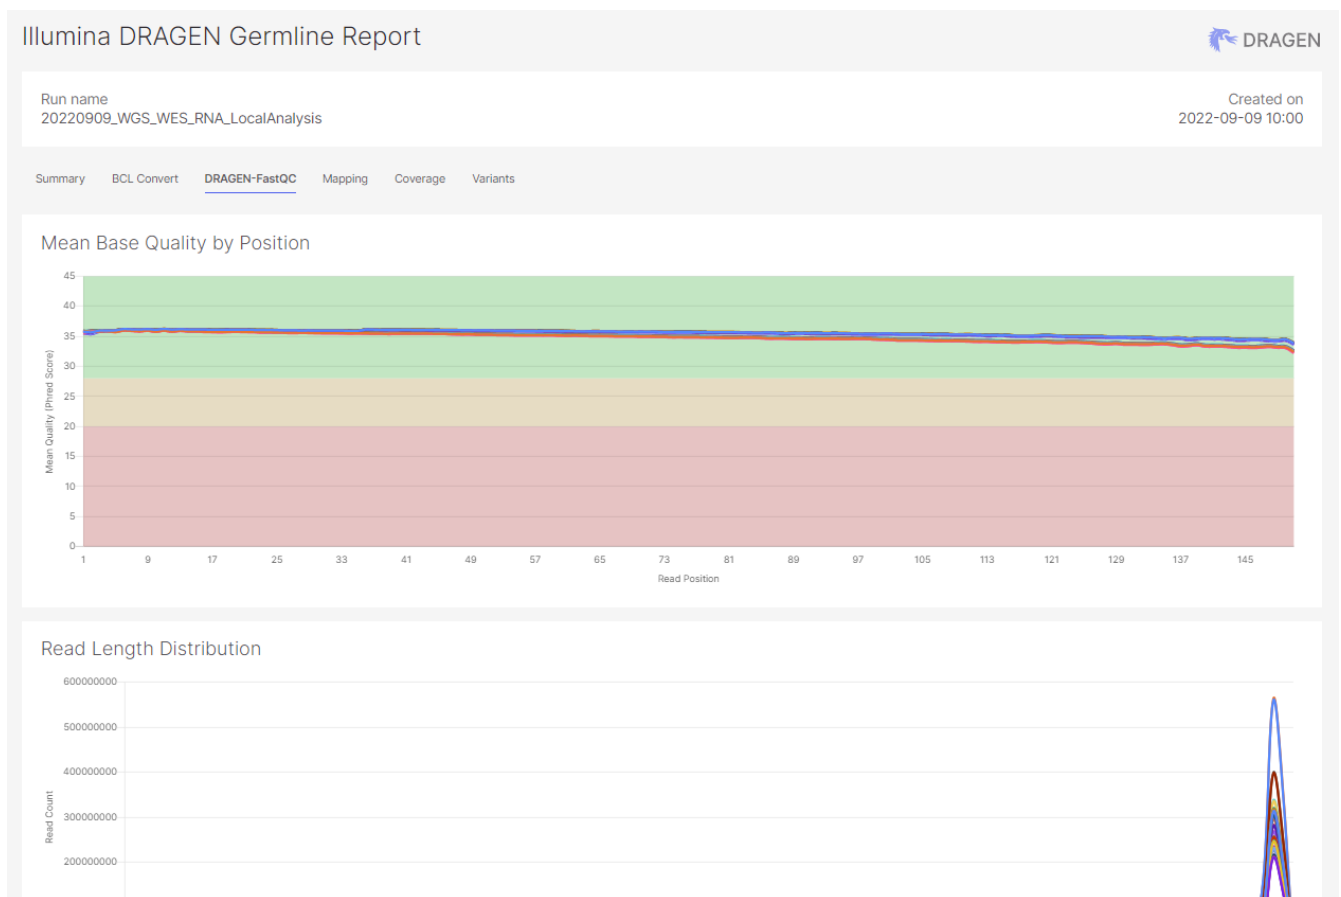 Illumina DRAGEN Germline Report
DRAGEN
Run name
Created on
20220909_WGS_WES_RNA_LocalAnalysis
2022-09-09 10:00
Summary BCL Convert DRAGEN-FastQC Mapping Coverage Variants
Mean Base Quality by Position
Mean Quality (Phred Score)
45
40
35
30
25
20
15
10
5
0
1 9 17 25 33 41 49 57 65 73 81 89 97 105 113 121 129 137 145
Read Position
Read Length Distribution
Read Count
600000000
500000000
400000000
300000000
200000000